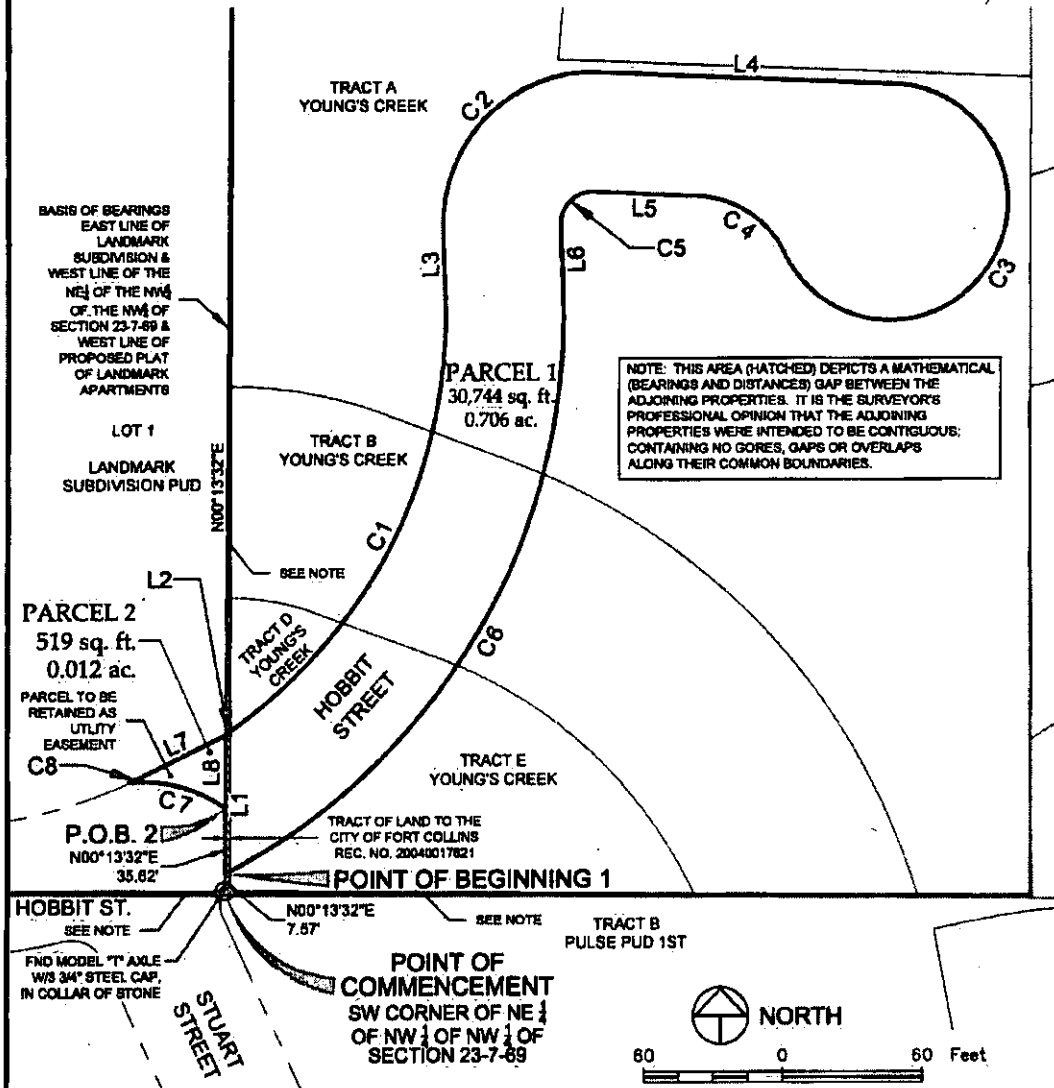 L4
TRACT A
YOUNG'S CREEK
C2
BASIS OF BEARINGS
EAST LINE OF
LANDMARK
SUBDIVISION &
WEST LINE OF THE
NE¼ OF THE NW¼
OF THE NW¼ OF
SECTION 23-7-69 &
WEST LINE OF
PROPOSED PLAT
OF LANDMARK
APARTMENTS
L5
C4
C5
L3
L6
C3
PARCEL 1
30,744 sq. ft.
0.706 ac.
NOTE: THIS AREA (HATCHED) DEPICTS A MATHEMATICAL
(BEARINGS AND DISTANCES) GAP BETWEEN THE
ADJOINING PROPERTIES. IT IS THE SURVEYOR'S
PROFESSIONAL OPINION THAT THE ADJOINING
PROPERTIES WERE INTENDED TO BE CONTIGUOUS;
CONTAINING NO GORES, GAPS OR OVERLAPS
ALONG THEIR COMMON BOUNDARIES.
LOT 1
LANDMARK
SUBDIVISION PUD
TRACT B
YOUNG'S CREEK
N00°13'32"E
C1
SEE NOTE
L2
PARCEL 2
519 sq. ft.
0.012 ac.
TRACT D
YOUNG'S
CREEK
HOBBIT
STREET
C6
PARCEL TO BE
RETAINED AS
UTLITY
EASEMENT
L7
L8
C8
C7
L1
TRACT E
YOUNG'S CREEK
P.O.B. 2
N00°13'32"E
35.62'
TRACT OF LAND TO THE
CITY OF FORT COLLINS
REC. NO. 20040017621
POINT OF BEGINNING 1
HOBBIT ST.
SEE NOTE
N00°13'32"E
7.57'
SEE NOTE
TRACT B
PULSE PUD 1ST
FND MODEL "T" AXLE
W/3 3/4" STEEL CAP,
IN COLLAR OF STONE
STUART
STREET
POINT OF
COMMENCEMENT
SW CORNER OF NE ¼
OF NW ¼ OF NW ¼ OF
SECTION 23-7-69
NORTH
60 0 60 Feet